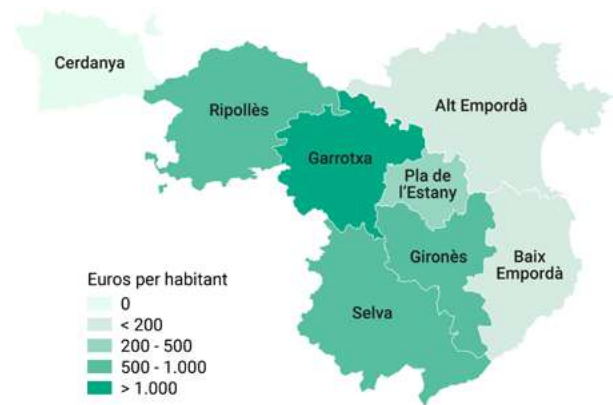 Cerdanya
Ripollès
Alt Empordà
Garrotxa
Pla de
l'Estany
Gironès
Baix
Empordà
Selva
Euros per habitant
0
< 200
200 - 500
500 - 1.000
> 1.000